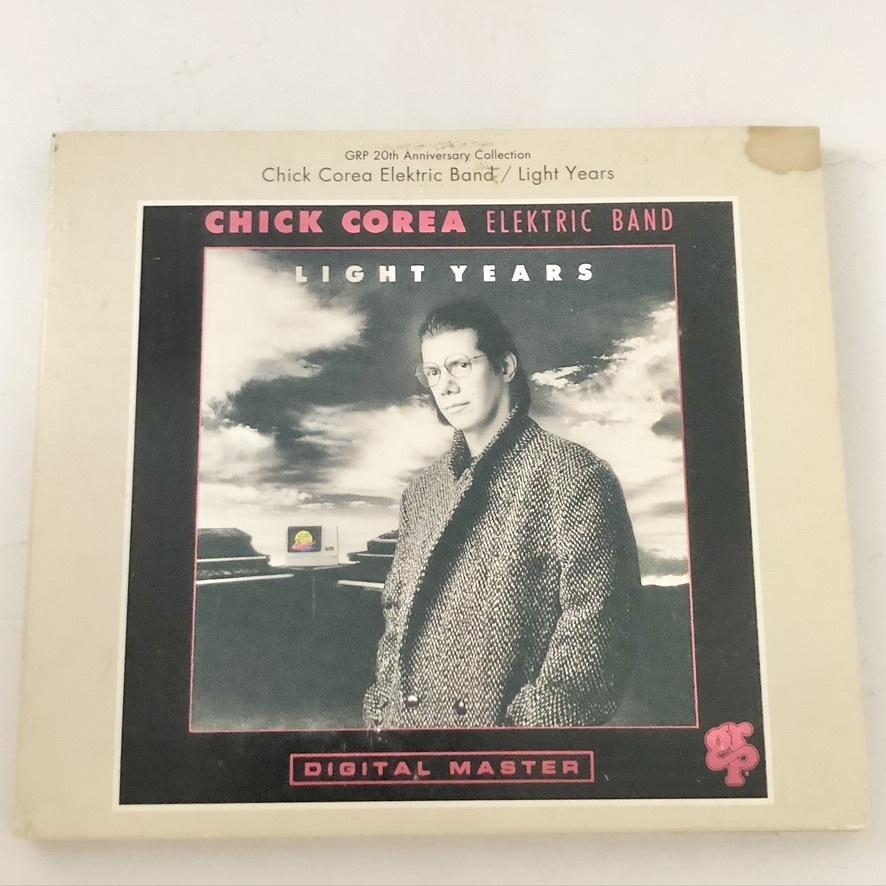 GRP 20th Anniversary Collection
Chick Corea Elektric Band / Light Years
CHICK COREA ELEKTRIC BAND
LIGHT YEARS
DIGITAL MASTER
grp